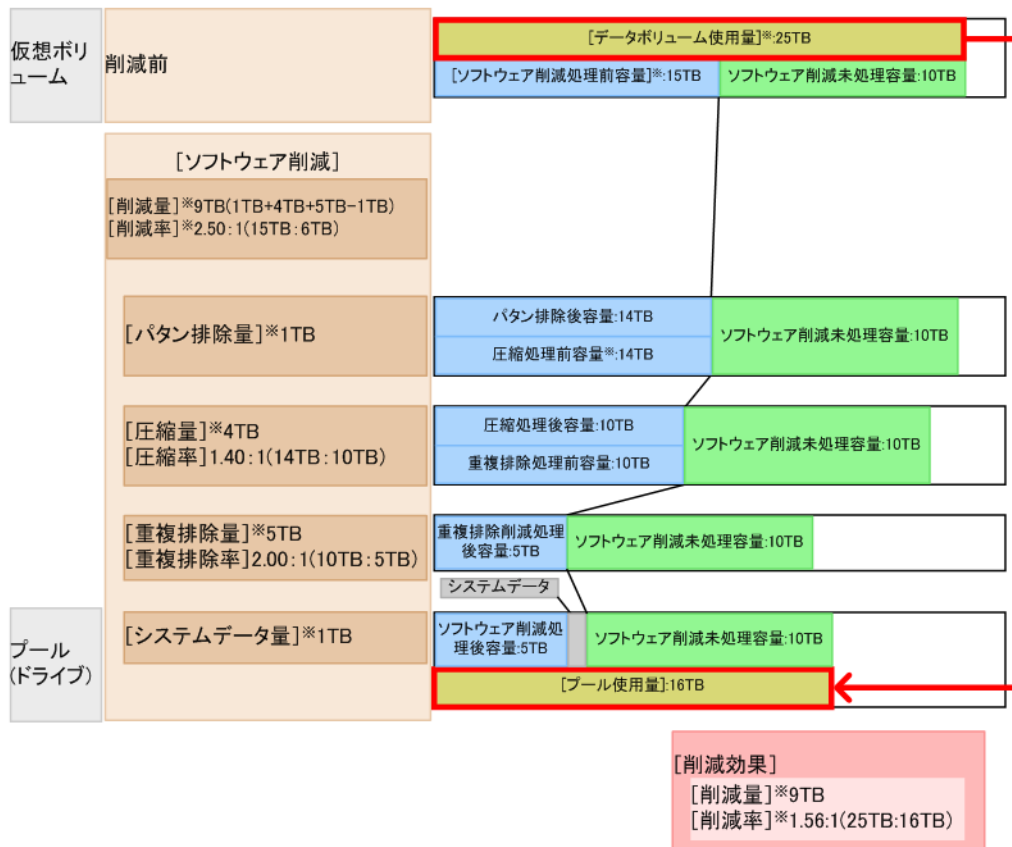 仮想ボリ
ューム
削減前
[データボリューム使用量]※:25TB
[ソフトウェア削減処理前容量]※:15TB
ソフトウェア削減未処理容量:10TB
[ソフトウェア削減]
[削減量]※9TB(1TB+4TB+5TB-1TB)
[削減率]※2.50:1(15TB:6TB)
[パタン排除量]※1TB
パタン排除後容量:14TB
圧縮処理前容量※:14TB
ソフトウェア削減未処理容量:10TB
[圧縮量]※4TB
[圧縮率]1.40:1(14TB:10TB)
圧縮処理後容量:10TB
重複排除処理前容量:10TB
ソフトウェア削減未処理容量:10TB
[重複排除量]※5TB
[重複排除率]2.00:1(10TB:5TB)
重複排除削減処理
後容量:5TB
ソフトウェア削減未処理容量:10TB
システムデータ
プール
(ドライブ)
[システムデータ量]※1TB
ソフトウェア削減処
理後容量:5TB
ソフトウェア削減未処理容量:10TB
[プール使用量]:16TB
[削減効果]
[削減量]※9TB
[削減率]※1.56:1(25TB:16TB)